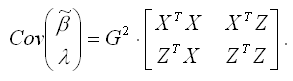 Cov(β̃ λ) = G² · [XᵀX XᵀZ
ZᵀX ZᵀZ].